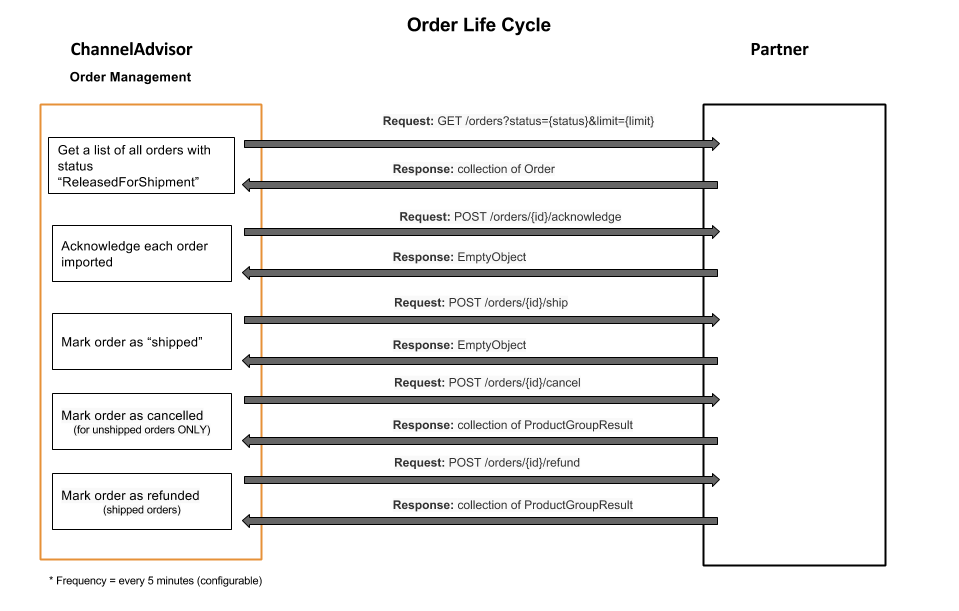 Order Life Cycle
ChannelAdvisor
Partner
Order Management
Request: GET /orders?status={status}&limit={limit}
Get a list of all orders with
status
“ReleasedForShipment”
Response: collection of Order
Request: POST /orders/{id}/acknowledge
Acknowledge each order
imported
Response: EmptyObject
Request: POST /orders/{id}/ship
Mark order as “shipped”
Response: EmptyObject
Request: POST /orders/{id}/cancel
Mark order as cancelled
(for unshipped orders ONLY)
Response: collection of ProductGroupResult
Request: POST /orders/{id}/refund
Mark order as refunded
(shipped orders)
Response: collection of ProductGroupResult
* Frequency = every 5 minutes (configurable)